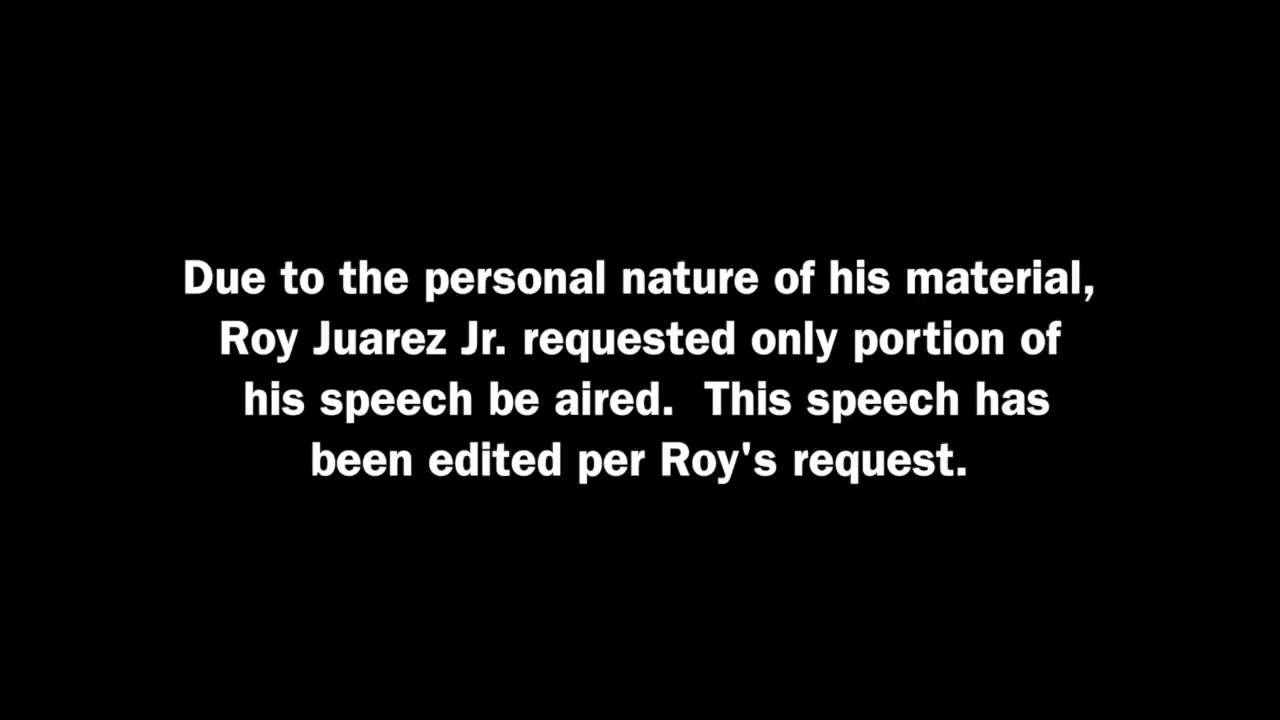 Due to the personal nature of his material,
Roy Juarez Jr. requested only portion of
his speech be aired.  This speech has
been edited per Roy's request.